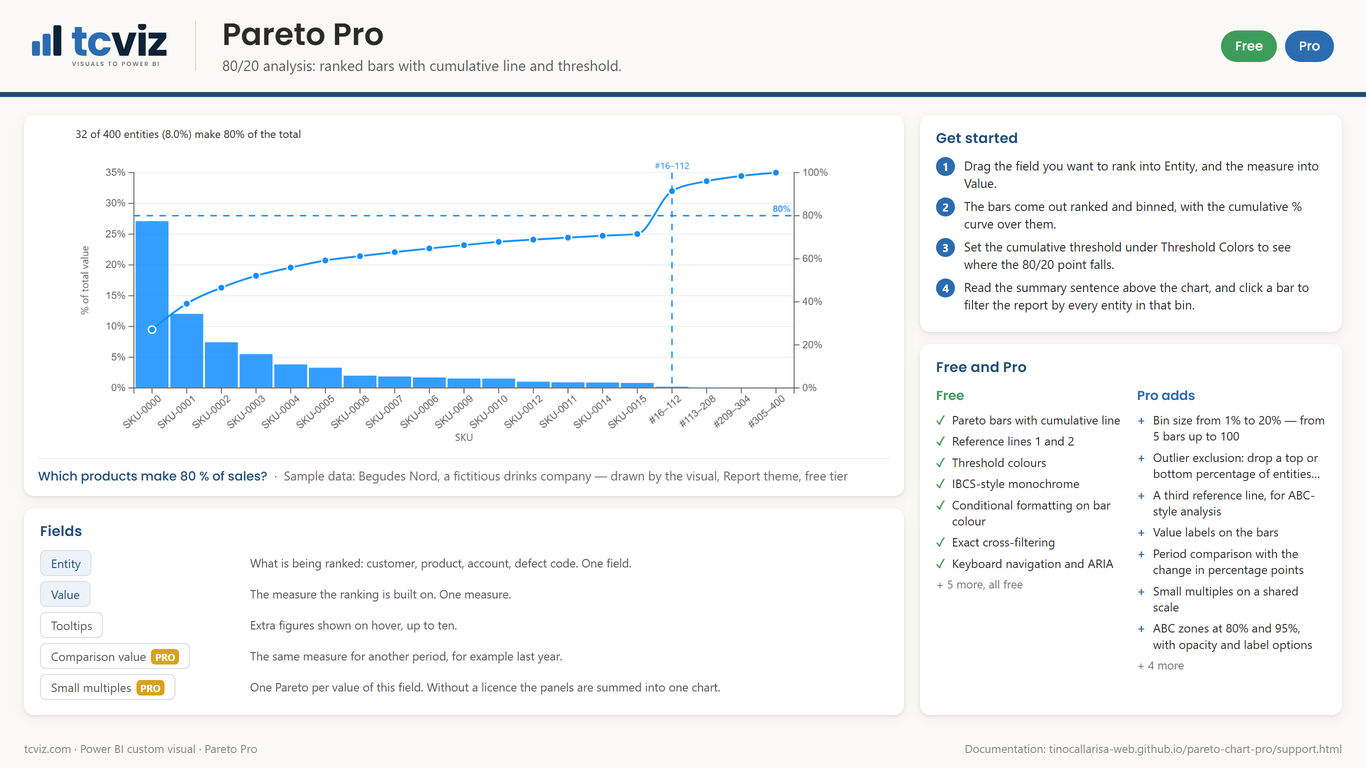 tcviz
VISUALS TO POWER BI
Pareto Pro
80/20 analysis: ranked bars with cumulative line and threshold.
Free
Pro
32 of 400 entities (8.0%) make 80% of the total
#16–112
35%
30%
25%
20%
15%
10%
5%
0%
% of total value
100%
80%
60%
40%
20%
0%
80%
SKU-0000
SKU-0001
SKU-0002
SKU-0003
SKU-0004
SKU-0005
SKU-0008
SKU-0007
SKU-0006
SKU-0009
SKU-0010
SKU-0012
SKU-0011
SKU-0014
SKU-0015
#16–112
#113–208
#209–304
#305–400
SKU
Which products make 80 % of sales? · Sample data: Begudes Nord, a fictitious drinks company — drawn by the visual, Report theme, free tier
Fields
Entity
What is being ranked: customer, product, account, defect code. One field.
Value
The measure the ranking is built on. One measure.
Tooltips
Extra figures shown on hover, up to ten.
Comparison value PRO
The same measure for another period, for example last year.
Small multiples PRO
One Pareto per value of this field. Without a licence the panels are summed into one chart.
Get started
1 Drag the field you want to rank into Entity, and the measure into
Value.
2 The bars come out ranked and binned, with the cumulative %
curve over them.
3 Set the cumulative threshold under Threshold Colors to see
where the 80/20 point falls.
4 Read the summary sentence above the chart, and click a bar to
filter the report by every entity in that bin.
Free and Pro
Free
✓ Pareto bars with cumulative line
✓ Reference lines 1 and 2
✓ Threshold colours
✓ IBCS-style monochrome
✓ Conditional formatting on bar
colour
✓ Exact cross-filtering
✓ Keyboard navigation and ARIA
+ 5 more, all free
Pro adds
+ Bin size from 1% to 20% — from
5 bars up to 100
+ Outlier exclusion: drop a top or
bottom percentage of entities...
+ A third reference line, for ABC-
style analysis
+ Value labels on the bars
+ Period comparison with the
change in percentage points
+ Small multiples on a shared
scale
+ ABC zones at 80% and 95%,
with opacity and label options
+ 4 more
tcviz.com · Power BI custom visual · Pareto Pro
Documentation: tinocallarisa-web.github.io/pareto-chart-pro/support.html